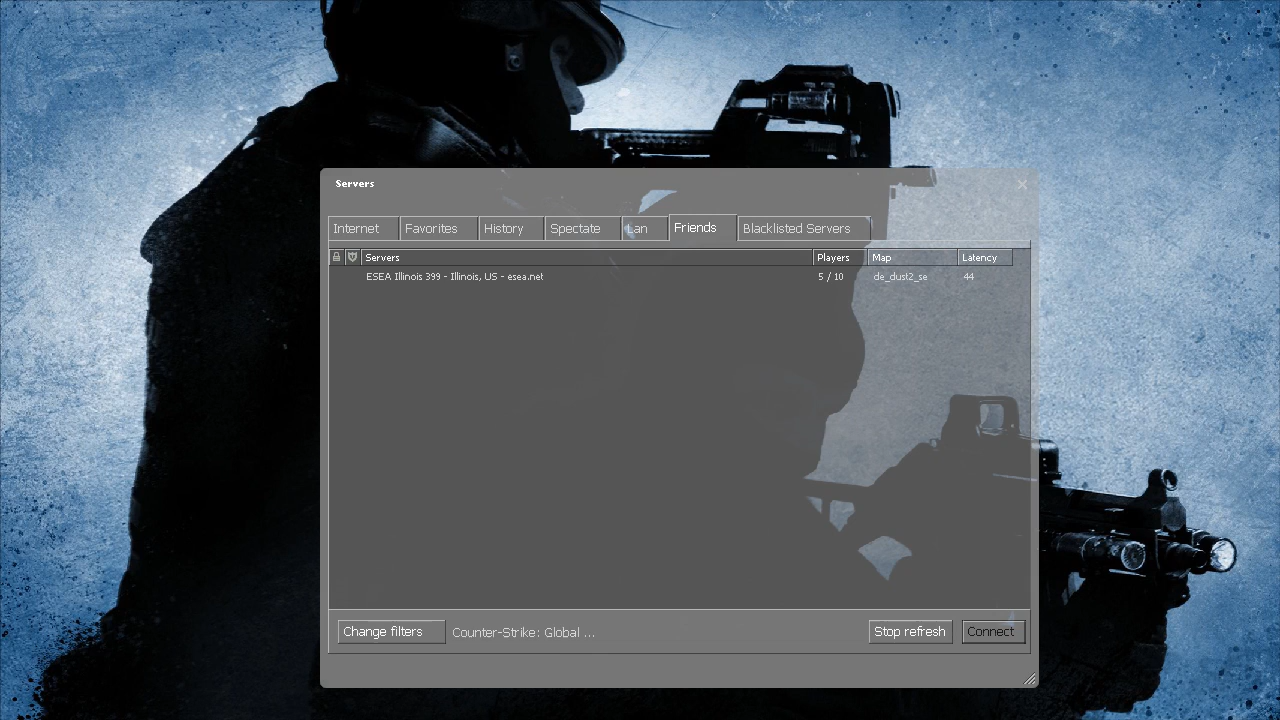 Servers
Internet Favorites History Spectate Lan Friends Blacklisted Servers
Servers Players Map Latency
ESEA Illinois 399 - Illinois, US - esea.net 5 / 10 de_dust2_se 44
Change filters Counter-Strike: Global ... Stop refresh Connect